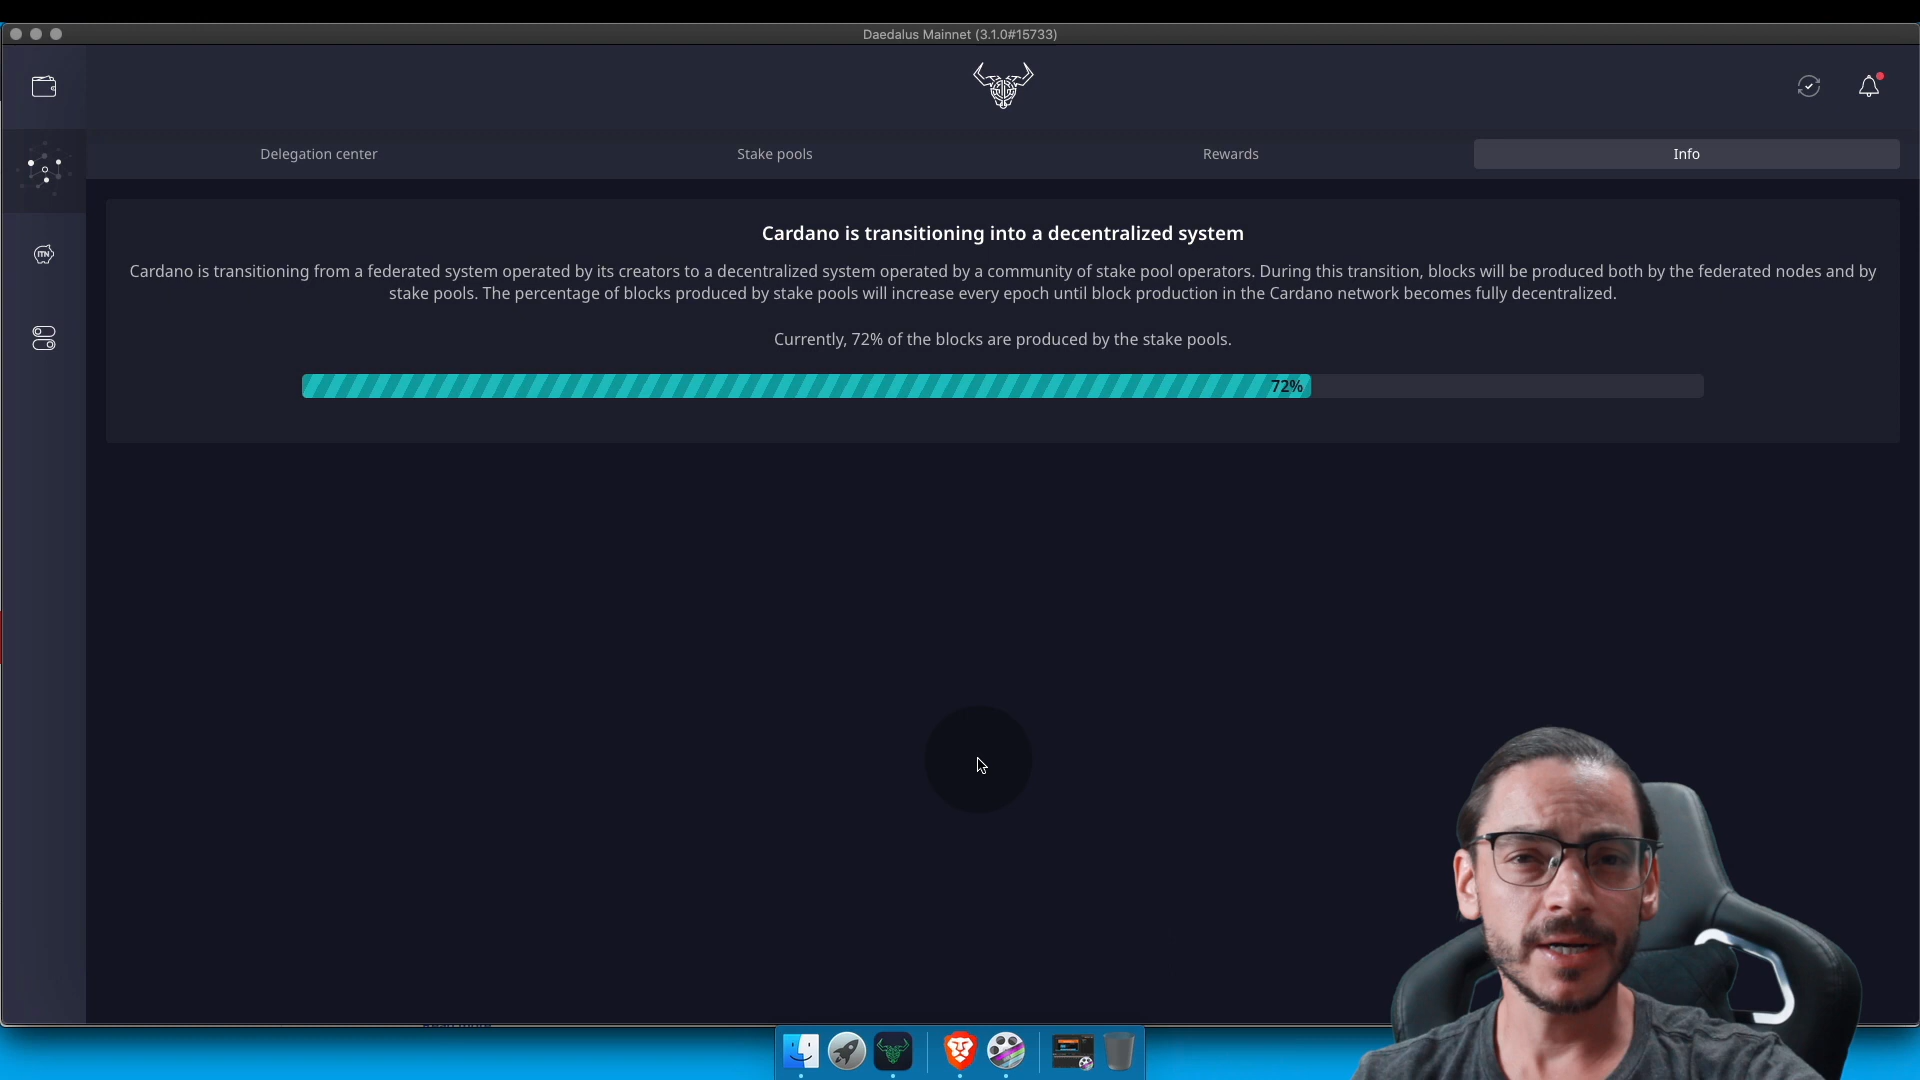 Daedalus Mainnet (3.1.0#15733)
Delegation center
Stake pools
Rewards
Info
ITN
Cardano is transitioning into a decentralized system
Cardano is transitioning from a federated system operated by its creators to a decentralized system operated by a community of stake pool operators. During this transition, blocks will be produced both by the federated nodes and by
stake pools. The percentage of blocks produced by stake pools will increase every epoch until block production in the Cardano network becomes fully decentralized.
Currently, 72% of the blocks are produced by the stake pools.
72%